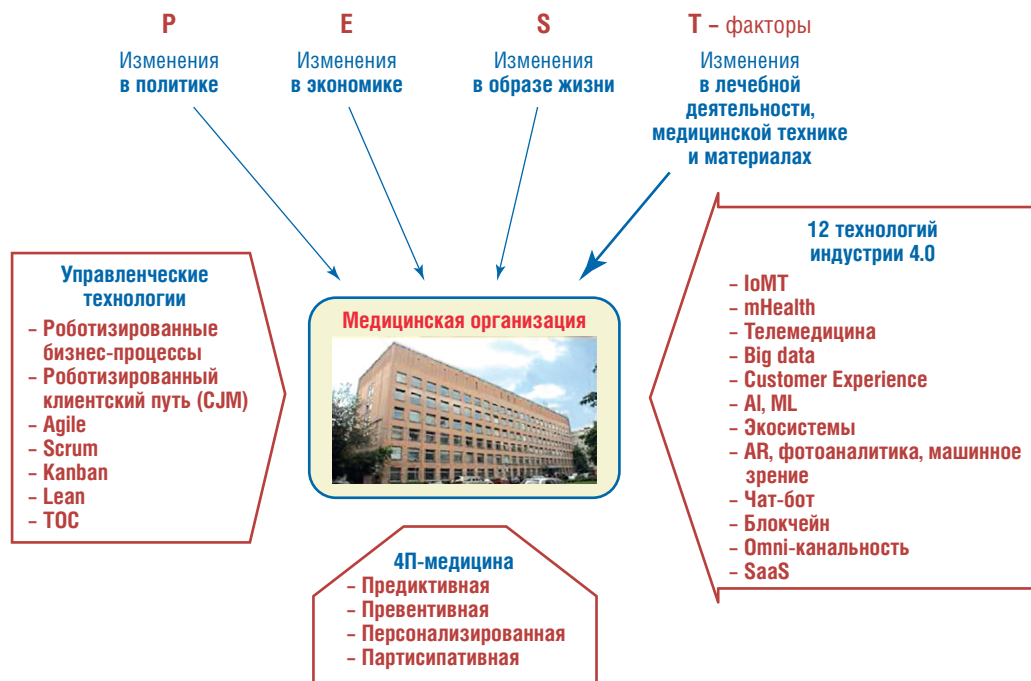 P E S T – факторы
Изменения
в политике
Изменения
в экономике
Изменения
в образе жизни
Изменения
в лечебной
деятельности,
медицинской технике
и материалах
Управленческие
технологии
– Роботизированные
бизнес-процессы
– Роботизированный
клиентский путь (CJM)
– Agile
– Scrum
– Kanban
– Lean
– TOC
Медицинская организация
12 технологий
индустрии 4.0
– IoMT
– mHealth
– Телемедицина
– Big data
– Customer Experience
– AI, ML
– Экосистемы
– AR, фотоаналитика, машинное
зрение
– Чат-бот
– Блокчейн
– Omni-канальность
– SaaS
4П-медицина
– Предиктивная
– Превентивная
– Персонализированная
– Партисипативная